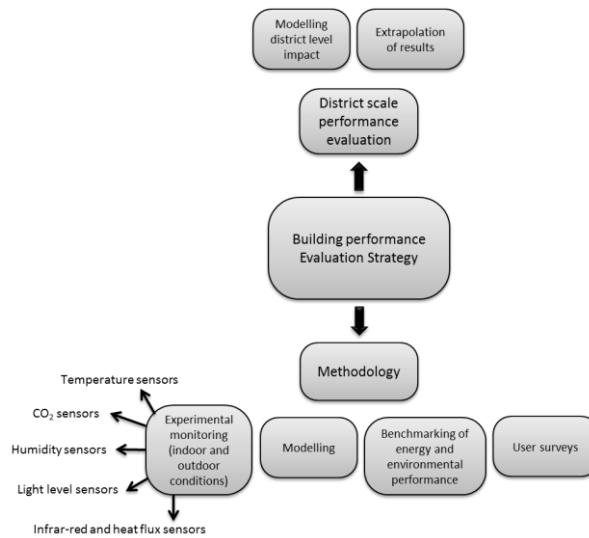 Modelling
district level
impact
Extrapolation
of results
District scale
performance
evaluation
Building performance
Evaluation Strategy
Methodology
Temperature sensors
CO₂ sensors
Humidity sensors
Light level sensors
Infrar-red and heat flux sensors
Experimental
monitoring
(indoor and
outdoor
conditions)
Modelling
Benchmarking of
energy and
environmental
performance
User surveys